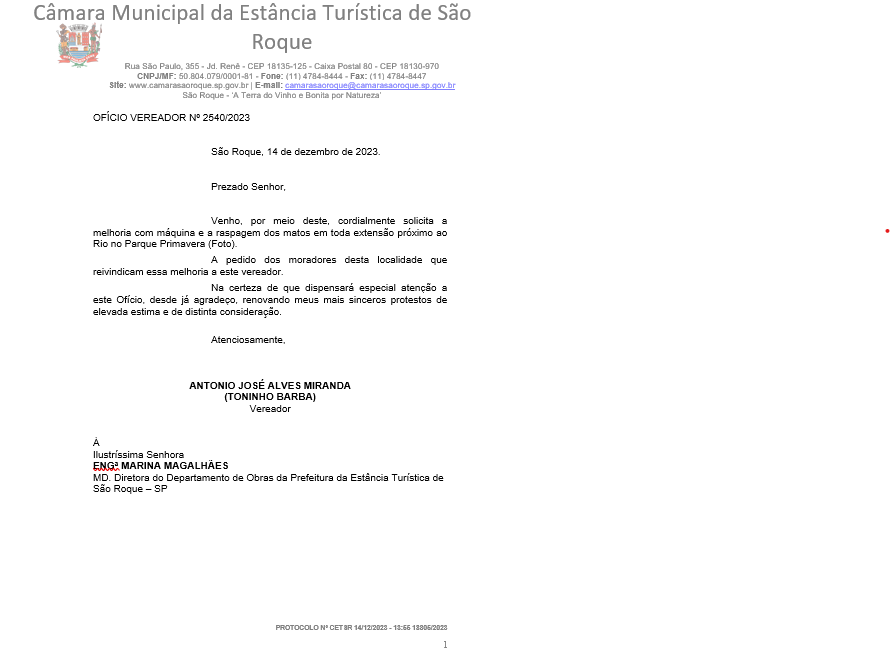 Câmara Municipal da Estância Turística de São
Roque
Rua São Paulo, 355 - Jd. Renê - CEP 18135-125 - Caixa Postal 80 - CEP 18130-970
CNPJ/MF: 50.804.079/0001-81 - Fone: (11) 4784-8444 - Fax: (11) 4784-8447
Site: www.camarasaoroque.sp.gov.br | E-mail: camarasaoroque@camarasaoroque.sp.gov.br
São Roque - 'A Terra do Vinho e Bonita por Natureza'
OFÍCIO VEREADOR Nº 2540/2023
São Roque, 14 de dezembro de 2023.
Prezado Senhor,
Venho, por meio deste, cordialmente solicita a
melhoria com máquina e a raspagem dos matos em toda extensão próximo ao
Rio no Parque Primavera (Foto).
A pedido dos moradores desta localidade que
reivindicam essa melhoria a este vereador.
Na certeza de que dispensará especial atenção a
este Ofício, desde já agradeço, renovando meus mais sinceros protestos de
elevada estima e de distinta consideração.
Atenciosamente,
ANTONIO JOSÉ ALVES MIRANDA
(TONINHO BARBA)
Vereador
À
Ilustríssima Senhora
ENGª MARINA MAGALHÃES
MD. Diretora do Departamento de Obras da Prefeitura da Estância Turística de
São Roque – SP
PROTOCOLO Nº CETSR 14/12/2023 - 13:55 13805/2023
1